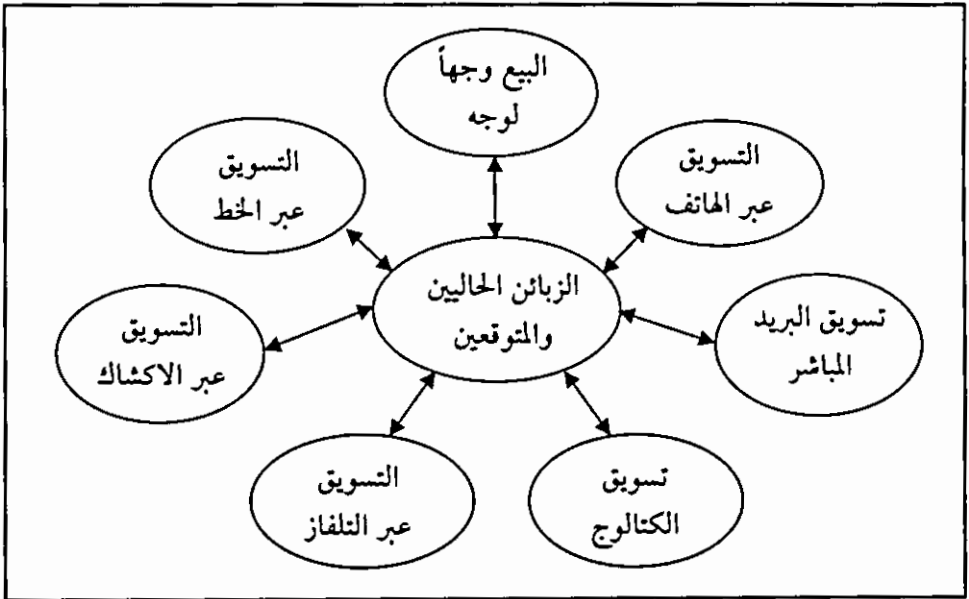 البيع وجهاً
لوجه
التسويق
عبر الهاتف
التسويق
عبر الخط
الزبائن الحاليين
والمتوقعين
تسويق البريد
المباشر
التسويق
عبر الاكشاك
تسويق
الكتالوج
التسويق
عبر التلفاز